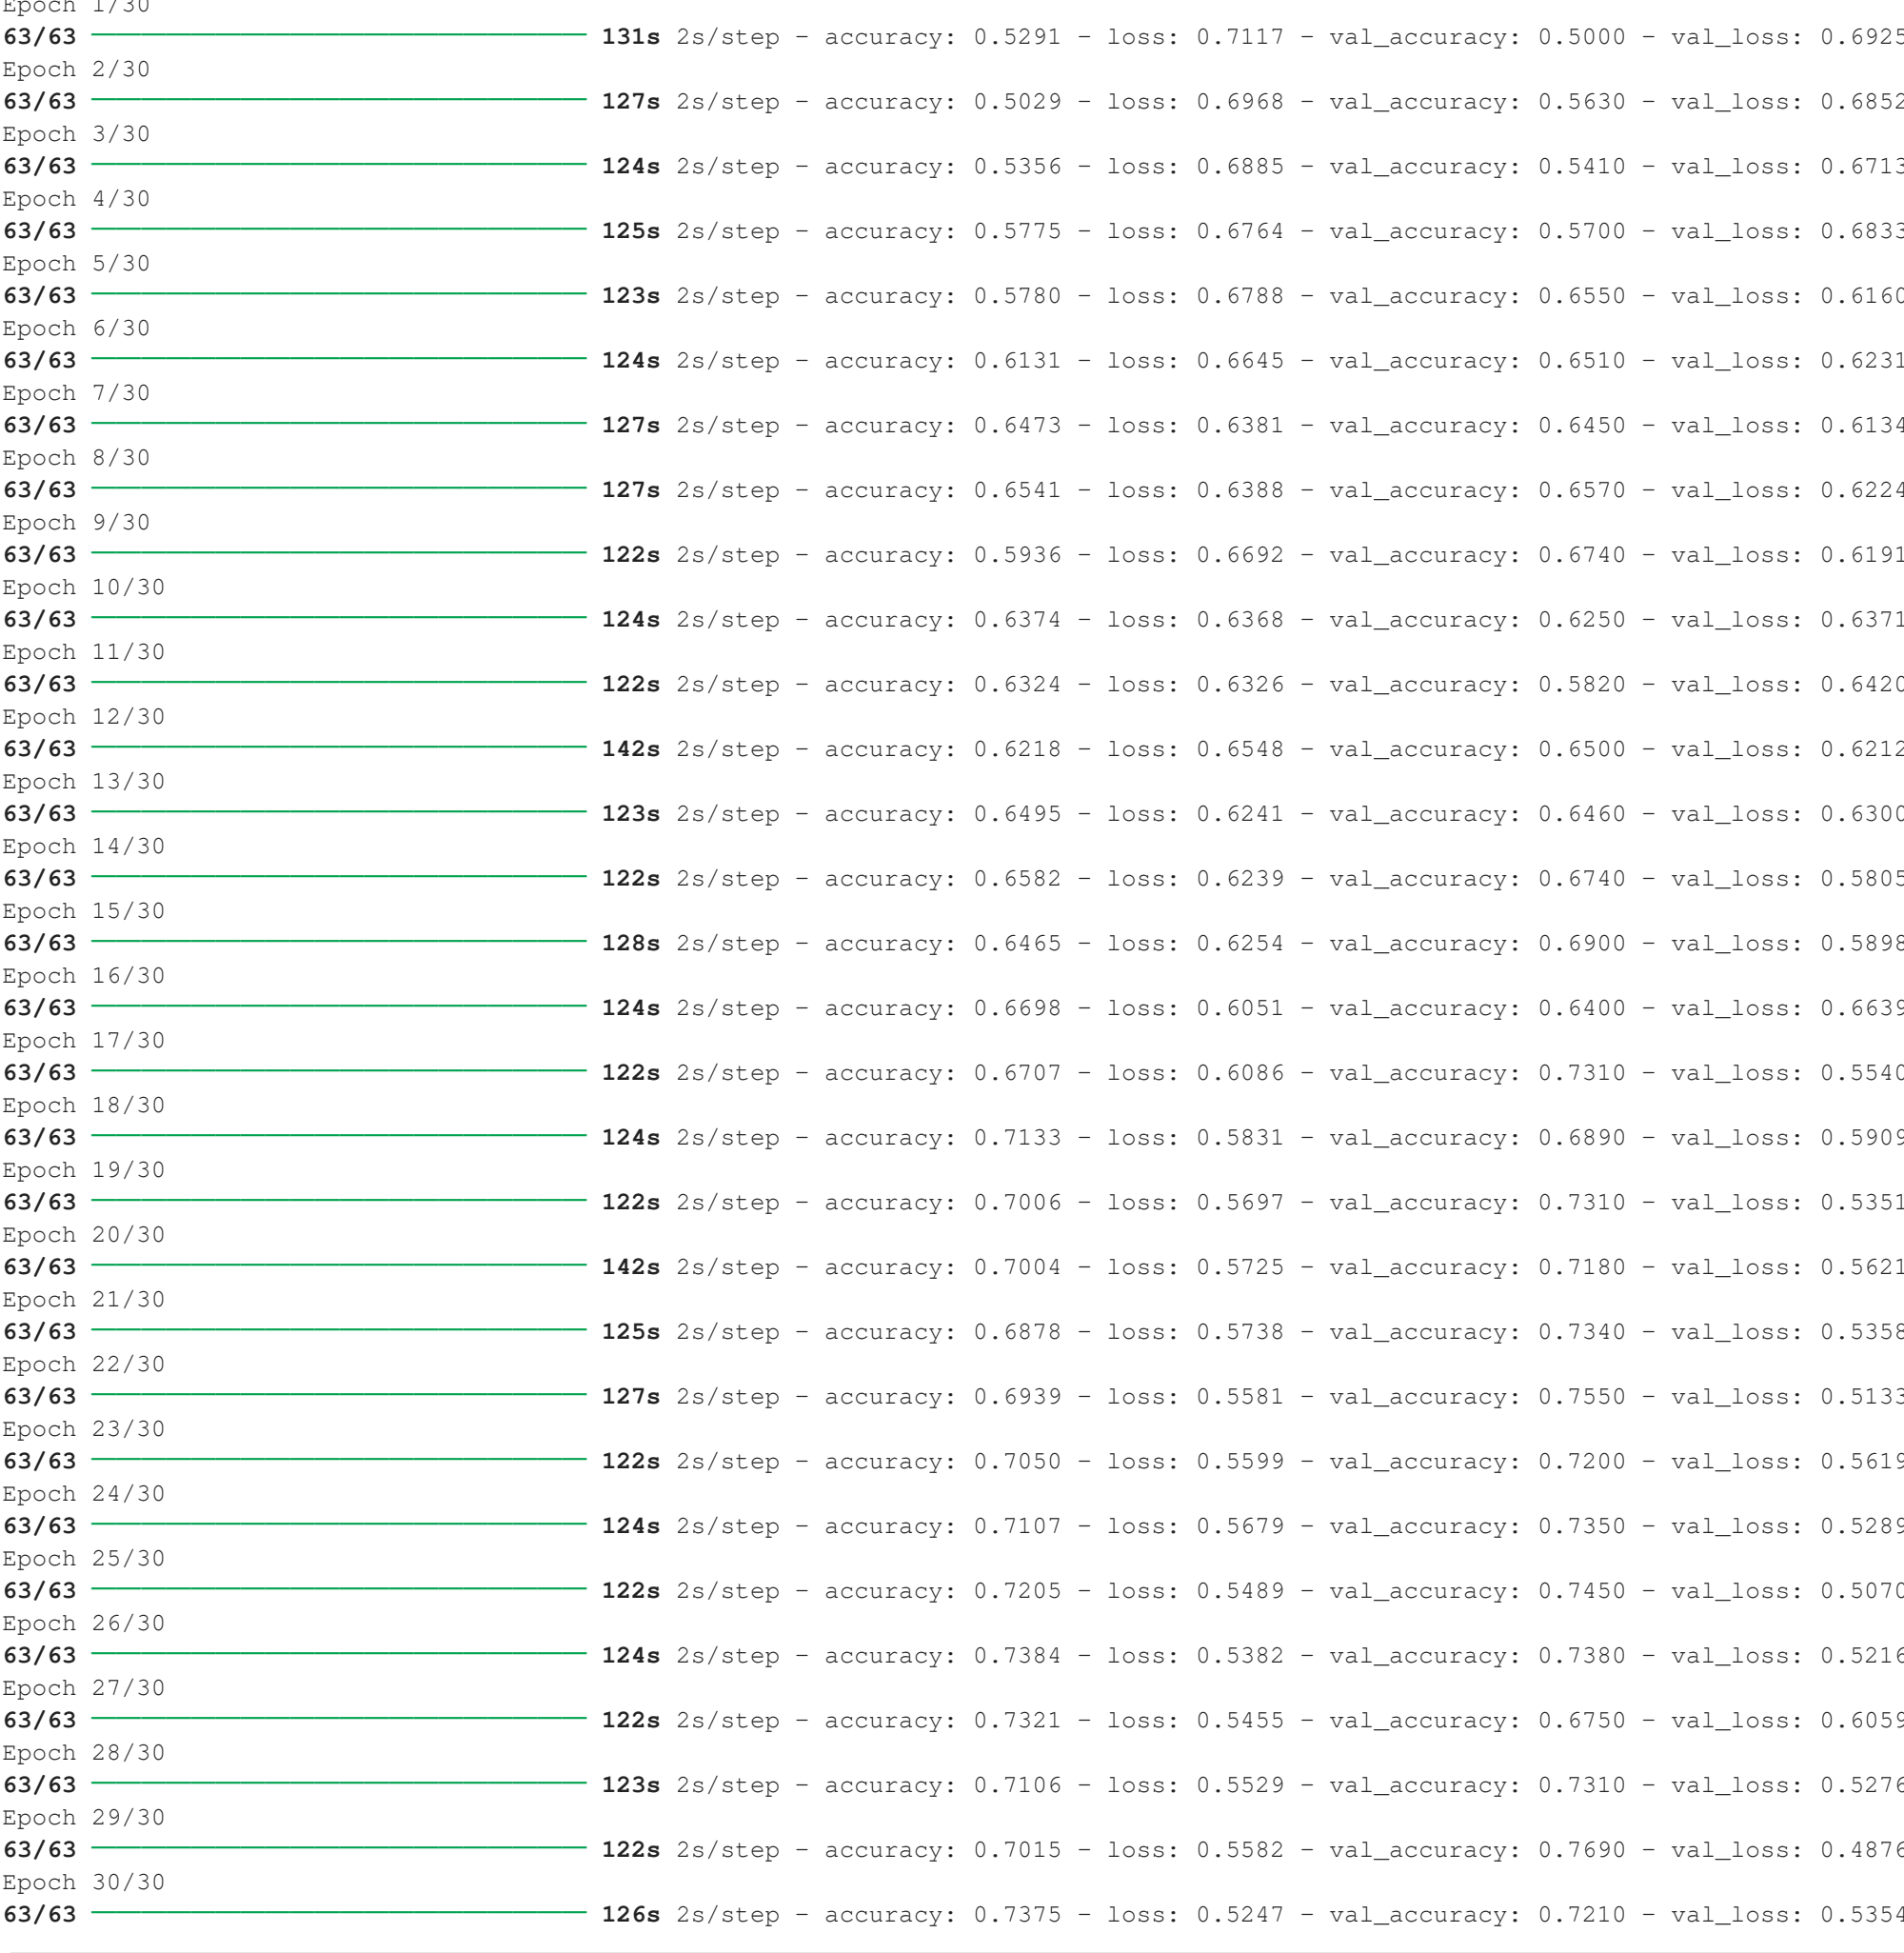 Epoch 1/30
63/63 131s 2s/step - accuracy: 0.5291 - loss: 0.7117 - val_accuracy: 0.5000 - val_loss: 0.6925
Epoch 2/30
63/63 127s 2s/step - accuracy: 0.5029 - loss: 0.6968 - val_accuracy: 0.5630 - val_loss: 0.6852
Epoch 3/30
63/63 124s 2s/step - accuracy: 0.5356 - loss: 0.6885 - val_accuracy: 0.5410 - val_loss: 0.6713
Epoch 4/30
63/63 125s 2s/step - accuracy: 0.5775 - loss: 0.6764 - val_accuracy: 0.5700 - val_loss: 0.6833
Epoch 5/30
63/63 123s 2s/step - accuracy: 0.5780 - loss: 0.6788 - val_accuracy: 0.6550 - val_loss: 0.6160
Epoch 6/30
63/63 124s 2s/step - accuracy: 0.6131 - loss: 0.6645 - val_accuracy: 0.6510 - val_loss: 0.6231
Epoch 7/30
63/63 127s 2s/step - accuracy: 0.6473 - loss: 0.6381 - val_accuracy: 0.6450 - val_loss: 0.6134
Epoch 8/30
63/63 127s 2s/step - accuracy: 0.6541 - loss: 0.6388 - val_accuracy: 0.6570 - val_loss: 0.6224
Epoch 9/30
63/63 122s 2s/step - accuracy: 0.5936 - loss: 0.6692 - val_accuracy: 0.6740 - val_loss: 0.6191
Epoch 10/30
63/63 124s 2s/step - accuracy: 0.6374 - loss: 0.6368 - val_accuracy: 0.6250 - val_loss: 0.6371
Epoch 11/30
63/63 122s 2s/step - accuracy: 0.6324 - loss: 0.6326 - val_accuracy: 0.5820 - val_loss: 0.6420
Epoch 12/30
63/63 142s 2s/step - accuracy: 0.6218 - loss: 0.6548 - val_accuracy: 0.6500 - val_loss: 0.6212
Epoch 13/30
63/63 123s 2s/step - accuracy: 0.6495 - loss: 0.6241 - val_accuracy: 0.6460 - val_loss: 0.6300
Epoch 14/30
63/63 122s 2s/step - accuracy: 0.6582 - loss: 0.6239 - val_accuracy: 0.6740 - val_loss: 0.5805
Epoch 15/30
63/63 128s 2s/step - accuracy: 0.6465 - loss: 0.6254 - val_accuracy: 0.6900 - val_loss: 0.5898
Epoch 16/30
63/63 124s 2s/step - accuracy: 0.6698 - loss: 0.6051 - val_accuracy: 0.6400 - val_loss: 0.6639
Epoch 17/30
63/63 122s 2s/step - accuracy: 0.6707 - loss: 0.6086 - val_accuracy: 0.7310 - val_loss: 0.5540
Epoch 18/30
63/63 124s 2s/step - accuracy: 0.7133 - loss: 0.5831 - val_accuracy: 0.6890 - val_loss: 0.5909
Epoch 19/30
63/63 122s 2s/step - accuracy: 0.7006 - loss: 0.5697 - val_accuracy: 0.7310 - val_loss: 0.5351
Epoch 20/30
63/63 142s 2s/step - accuracy: 0.7004 - loss: 0.5725 - val_accuracy: 0.7180 - val_loss: 0.5621
Epoch 21/30
63/63 125s 2s/step - accuracy: 0.6878 - loss: 0.5738 - val_accuracy: 0.7340 - val_loss: 0.5358
Epoch 22/30
63/63 127s 2s/step - accuracy: 0.6939 - loss: 0.5581 - val_accuracy: 0.7550 - val_loss: 0.5133
Epoch 23/30
63/63 122s 2s/step - accuracy: 0.7050 - loss: 0.5599 - val_accuracy: 0.7200 - val_loss: 0.5619
Epoch 24/30
63/63 124s 2s/step - accuracy: 0.7107 - loss: 0.5679 - val_accuracy: 0.7350 - val_loss: 0.5289
Epoch 25/30
63/63 122s 2s/step - accuracy: 0.7205 - loss: 0.5489 - val_accuracy: 0.7450 - val_loss: 0.5070
Epoch 26/30
63/63 124s 2s/step - accuracy: 0.7384 - loss: 0.5382 - val_accuracy: 0.7380 - val_loss: 0.5216
Epoch 27/30
63/63 122s 2s/step - accuracy: 0.7321 - loss: 0.5455 - val_accuracy: 0.6750 - val_loss: 0.6059
Epoch 28/30
63/63 123s 2s/step - accuracy: 0.7106 - loss: 0.5529 - val_accuracy: 0.7310 - val_loss: 0.5276
Epoch 29/30
63/63 122s 2s/step - accuracy: 0.7015 - loss: 0.5582 - val_accuracy: 0.7690 - val_loss: 0.4876
Epoch 30/30
63/63 126s 2s/step - accuracy: 0.7375 - loss: 0.5247 - val_accuracy: 0.7210 - val_loss: 0.5354